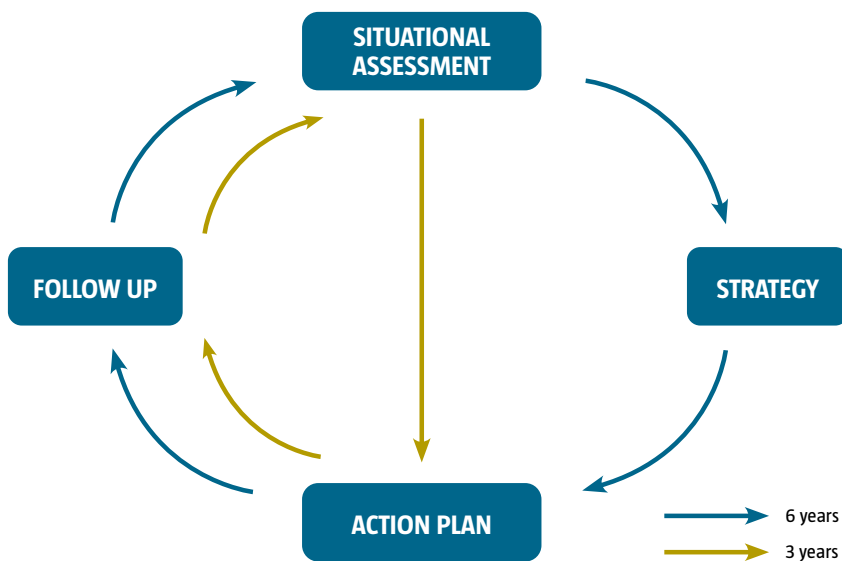 SITUATIONAL
ASSESSMENT
FOLLOW UP
STRATEGY
ACTION PLAN
6 years
3 years